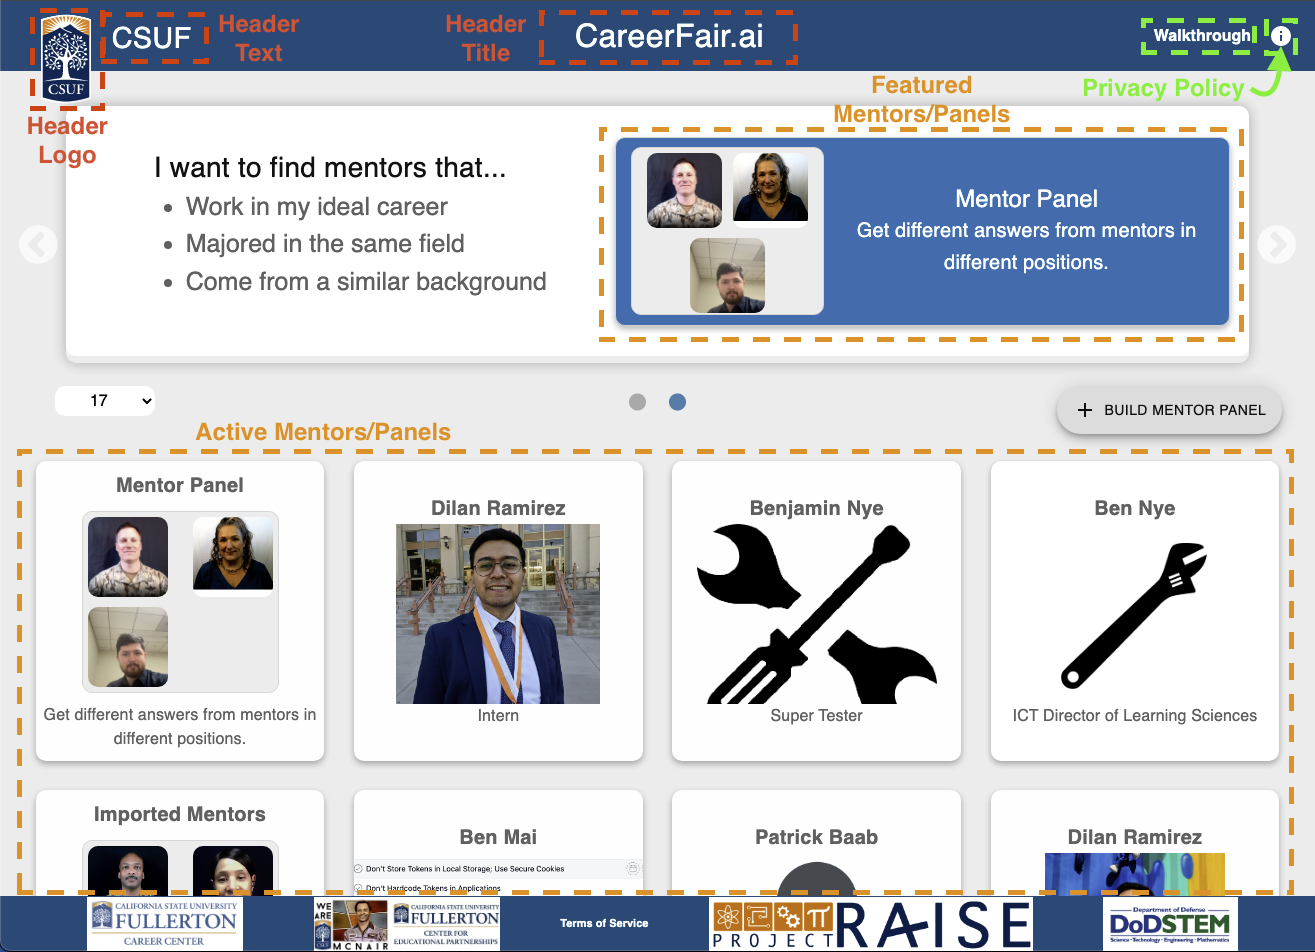 CSUF
CSUF
Header
Text
Header
Title
CareerFair.ai
Walkthrough
i
Privacy Policy
Header
Logo
Featured
Mentors/Panels
I want to find mentors that...
Work in my ideal career
Majored in the same field
Come from a similar background
Mentor Panel
Get different answers from mentors in
different positions.
17
+ BUILD MENTOR PANEL
Active Mentors/Panels
Mentor Panel
Get different answers from mentors in
different positions.
Dilan Ramirez
Intern
Benjamin Nye
Super Tester
Ben Nye
ICT Director of Learning Sciences
Imported Mentors
Ben Mai
Don't Store Tokens in Local Storage; Use Secure Cookies
Don't Hardcode Tokens in Applications
Patrick Baab
Dilan Ramirez
CALIFORNIA STATE UNIVERSITY
FULLERTON
CAREER CENTER
WE
ARE
MCNAIR
CALIFORNIA STATE UNIVERSITY
FULLERTON
CENTER FOR
EDUCATIONAL PARTNERSHIPS
Terms of Service
PROJECT
RAISE
Department of Defense
DoDSTEM
Science • Technology • Engineering • Mathematics